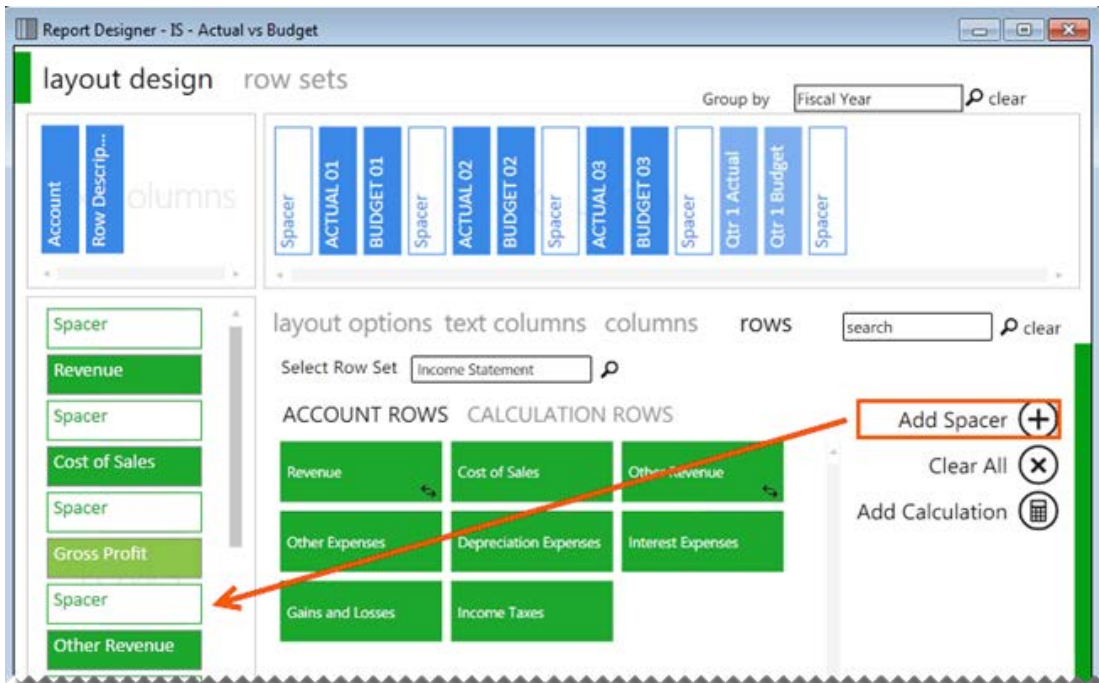 Report Designer - IS - Actual vs Budget
layout design row sets
Group by Fiscal Year clear
Account
Row Descrip...
olumns
Spacer
ACTUAL 01
BUDGET 01
Spacer
ACTUAL 02
BUDGET 02
Spacer
ACTUAL 03
BUDGET 03
Spacer
Qtr 1 Actual
Qtr 1 Budget
Spacer
Spacer
Revenue
Spacer
Cost of Sales
Spacer
Gross Profit
Spacer
Other Revenue
layout options text columns columns rows search clear
Select Row Set Income Statement
ACCOUNT ROWS CALCULATION ROWS
Revenue Cost of Sales Other Revenue
Other Expenses Depreciation Expenses Interest Expenses
Gains and Losses Income Taxes
Add Spacer
Clear All
Add Calculation